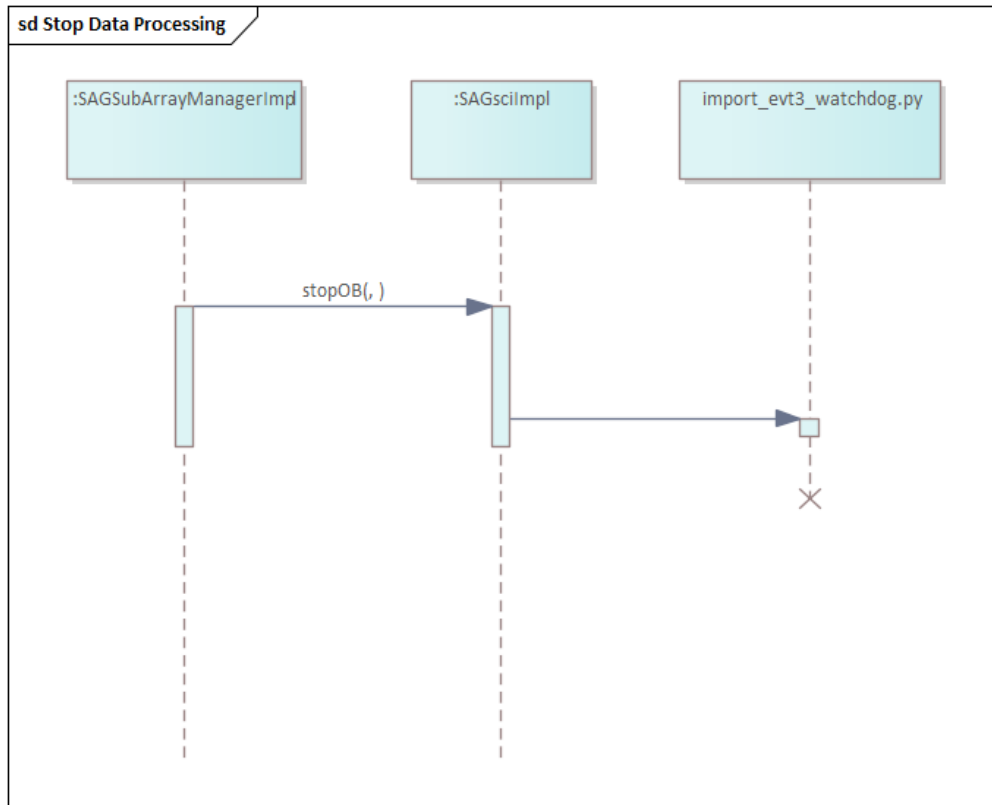 sd Stop Data Processing
:SAGSubArrayManagerImpl
:SAGsciImpl
import_evt3_watchdog.py
stopOB(, )